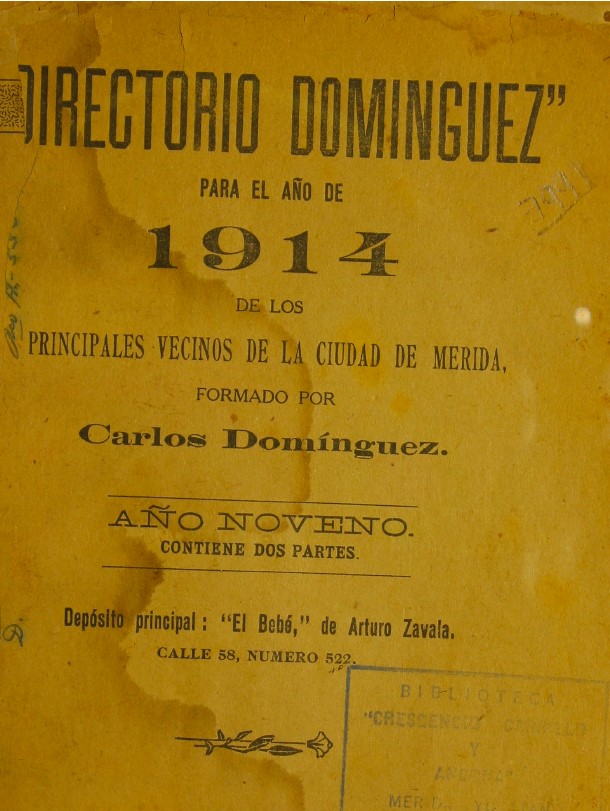 DIRECTORIO DOMINGUEZ"
PARA EL AÑO DE
1914
DE LOS
PRINCIPALES VECINOS DE LA CIUDAD DE MERIDA,
FORMADO POR
Carlos Domínguez.
AÑO NOVENO.
CONTIENE DOS PARTES.
Depósito principal: "El Bebé," de Arturo Zavala.
CALLE 58, NUMERO 522.
BIBLIOTECA
"CRESCENCIO CARRILLO
Y
ANCONA"